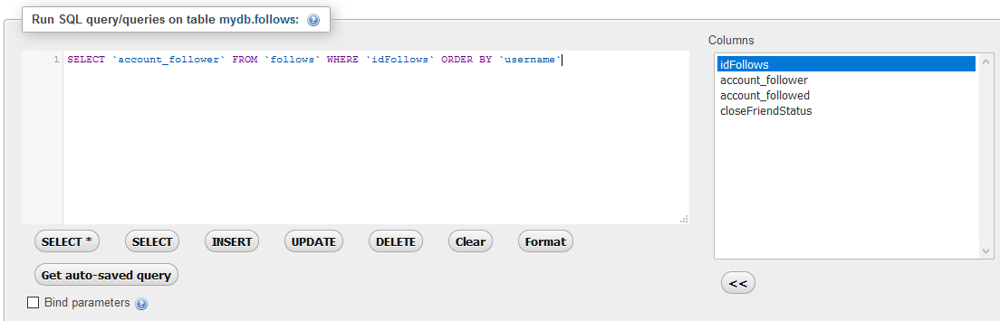 Run SQL query/queries on table mydb.follows:
1 SELECT `account_follower` FROM `follows` WHERE `idFollows` ORDER BY `username`
Columns
idFollows
account_follower
account_followed
closeFriendStatus
SELECT * SELECT INSERT UPDATE DELETE Clear Format
Get auto-saved query
<<
Bind parameters